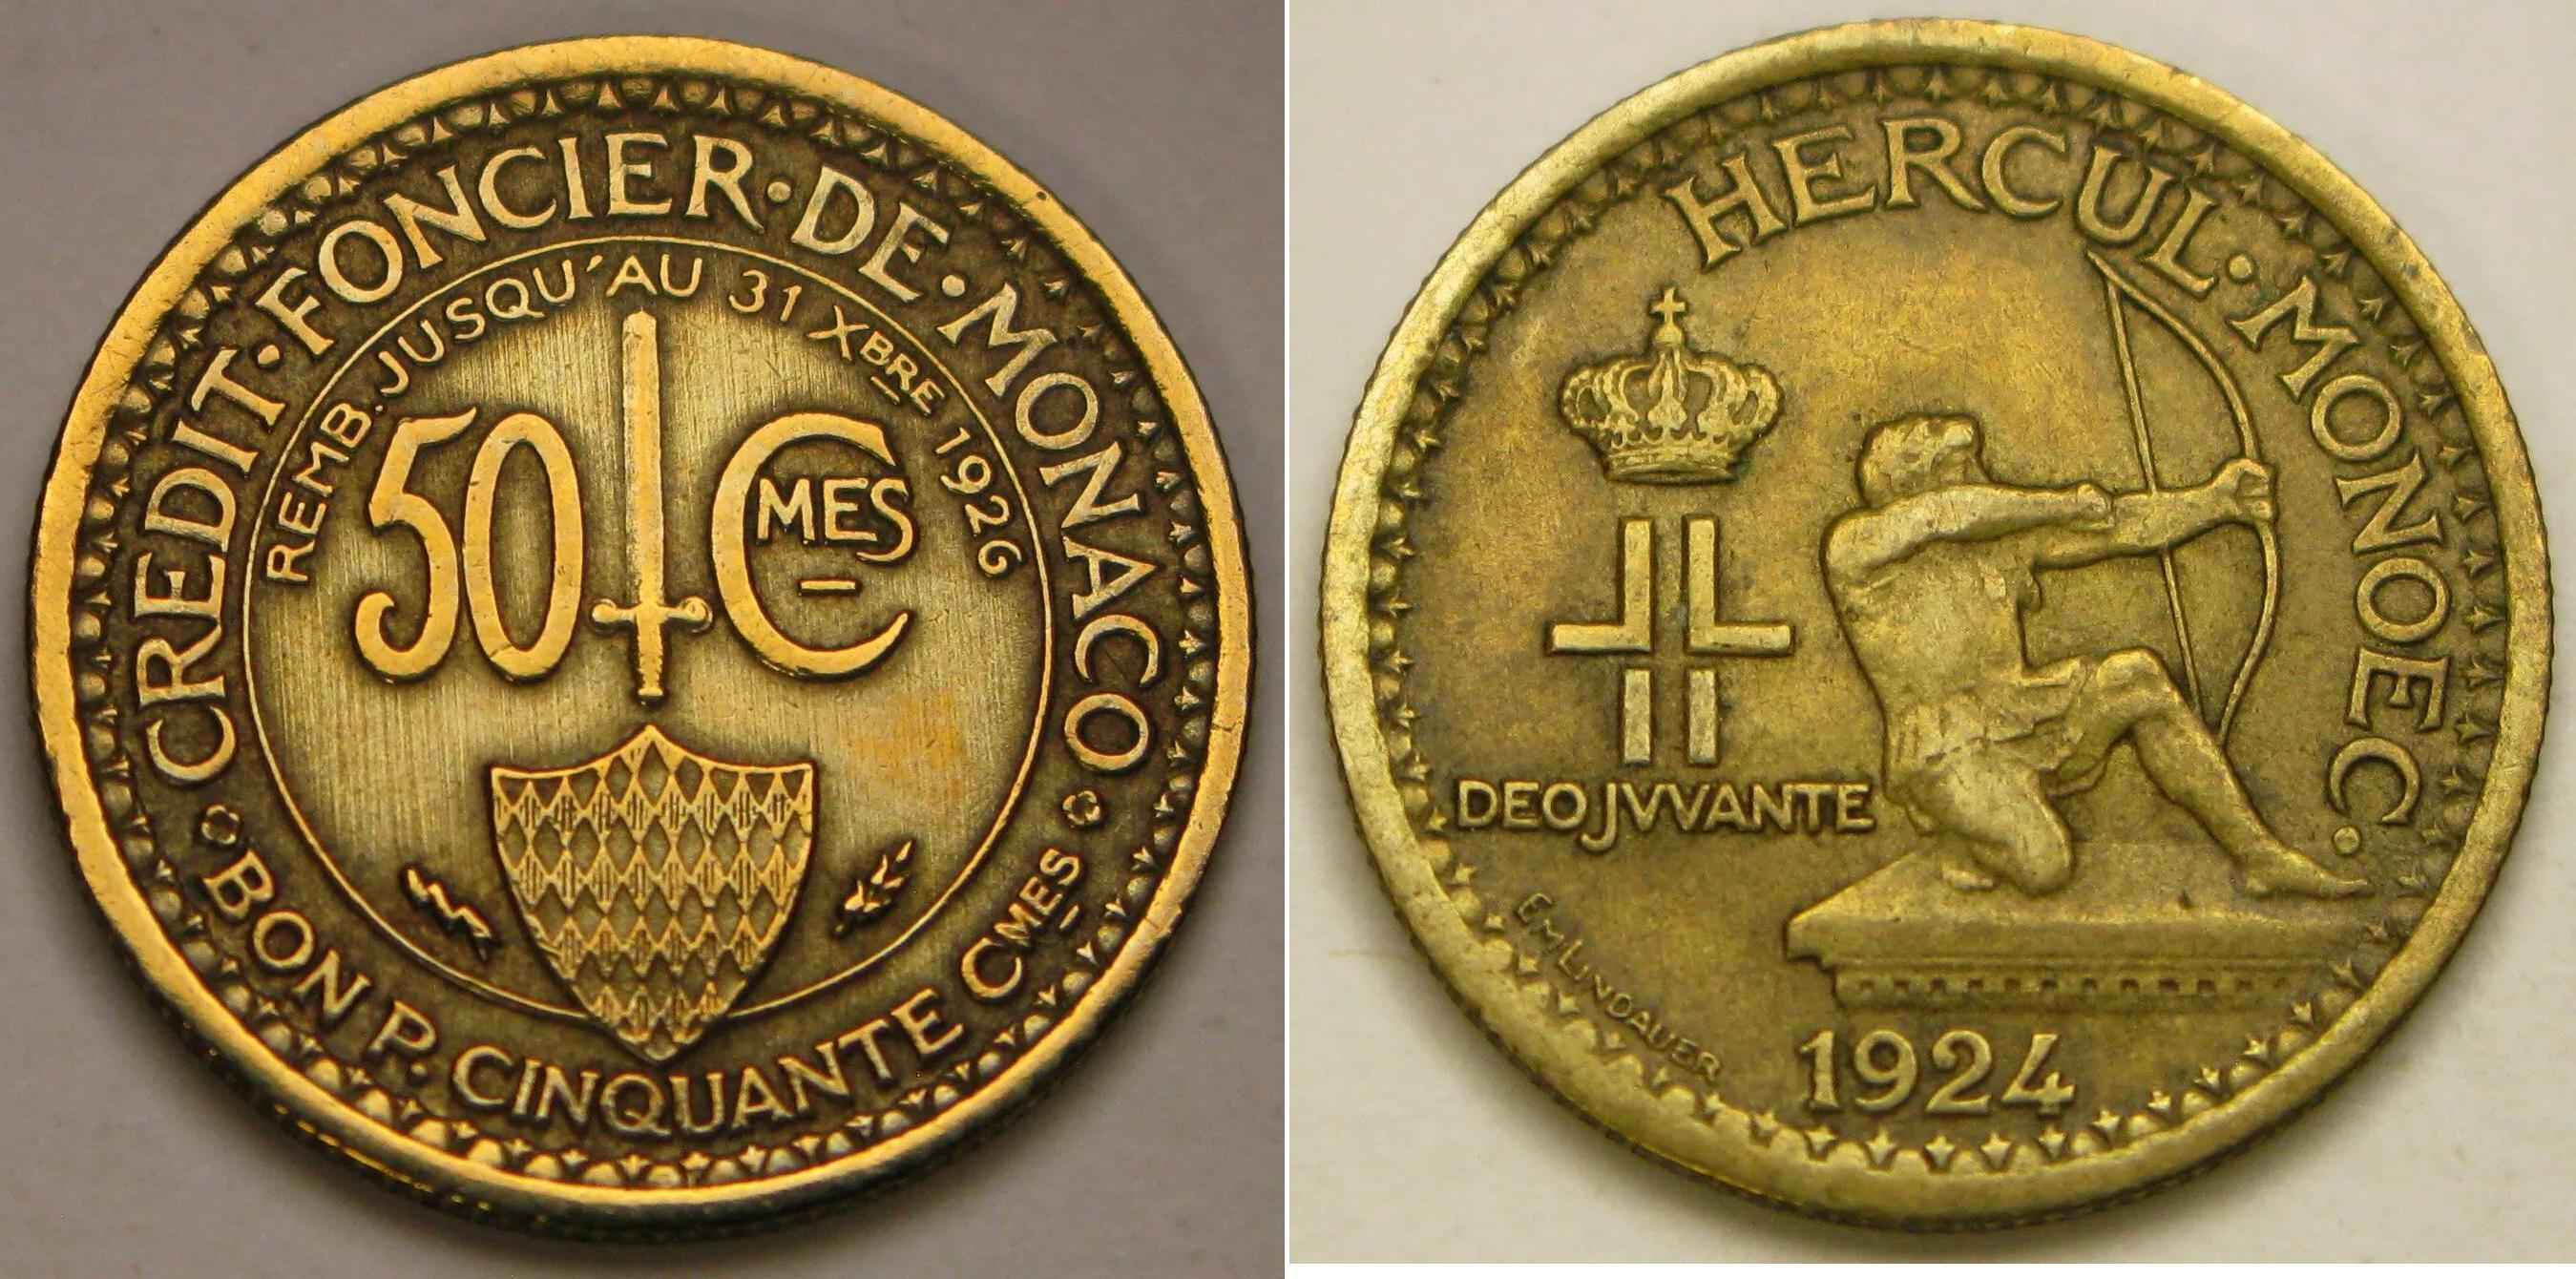 CREDIT·FONCIER·DE·MONACO
REMB. JUSQU'AU 31 XBRE 1926
50 CMES
BON P. CINQUANTE CMES
HERCUL·MONOEC.
DEO JVVANTE
EM LINDAUER
1924